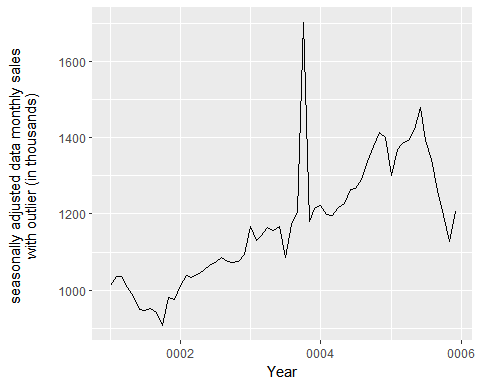 seasonally adjusted data monthly sales
with outlier (in thousands)
1600
1400
1200
1000
0002
0004
0006
Year